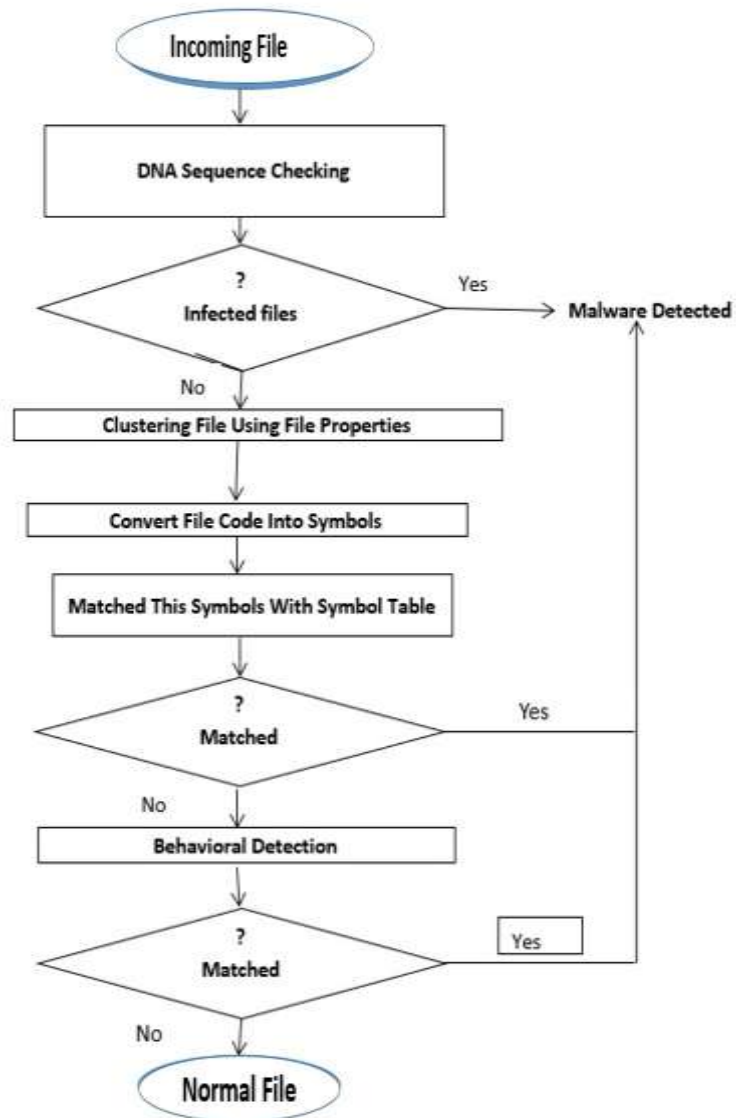 Incoming File
DNA Sequence Checking
?
Infected files
Yes
Malware Detected
No
Clustering File Using File Properties
Convert File Code Into Symbols
Matched This Symbols With Symbol Table
?
Matched
Yes
No
Behavioral Detection
?
Matched
Yes
No
Normal File